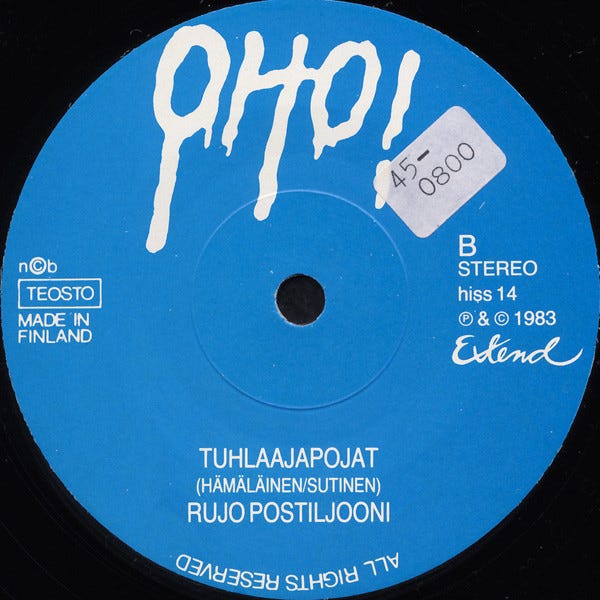 OHO!
45-
0800
B
STEREO
hiss 14
℗ & © 1983
Extend
n©b
TEOSTO
MADE IN
FINLAND
TUHLAAJAPOJAT
(HÄMÄLÄINEN/SUTINEN)
RUJO POSTILJOONI
ALL RIGHTS RESERVED